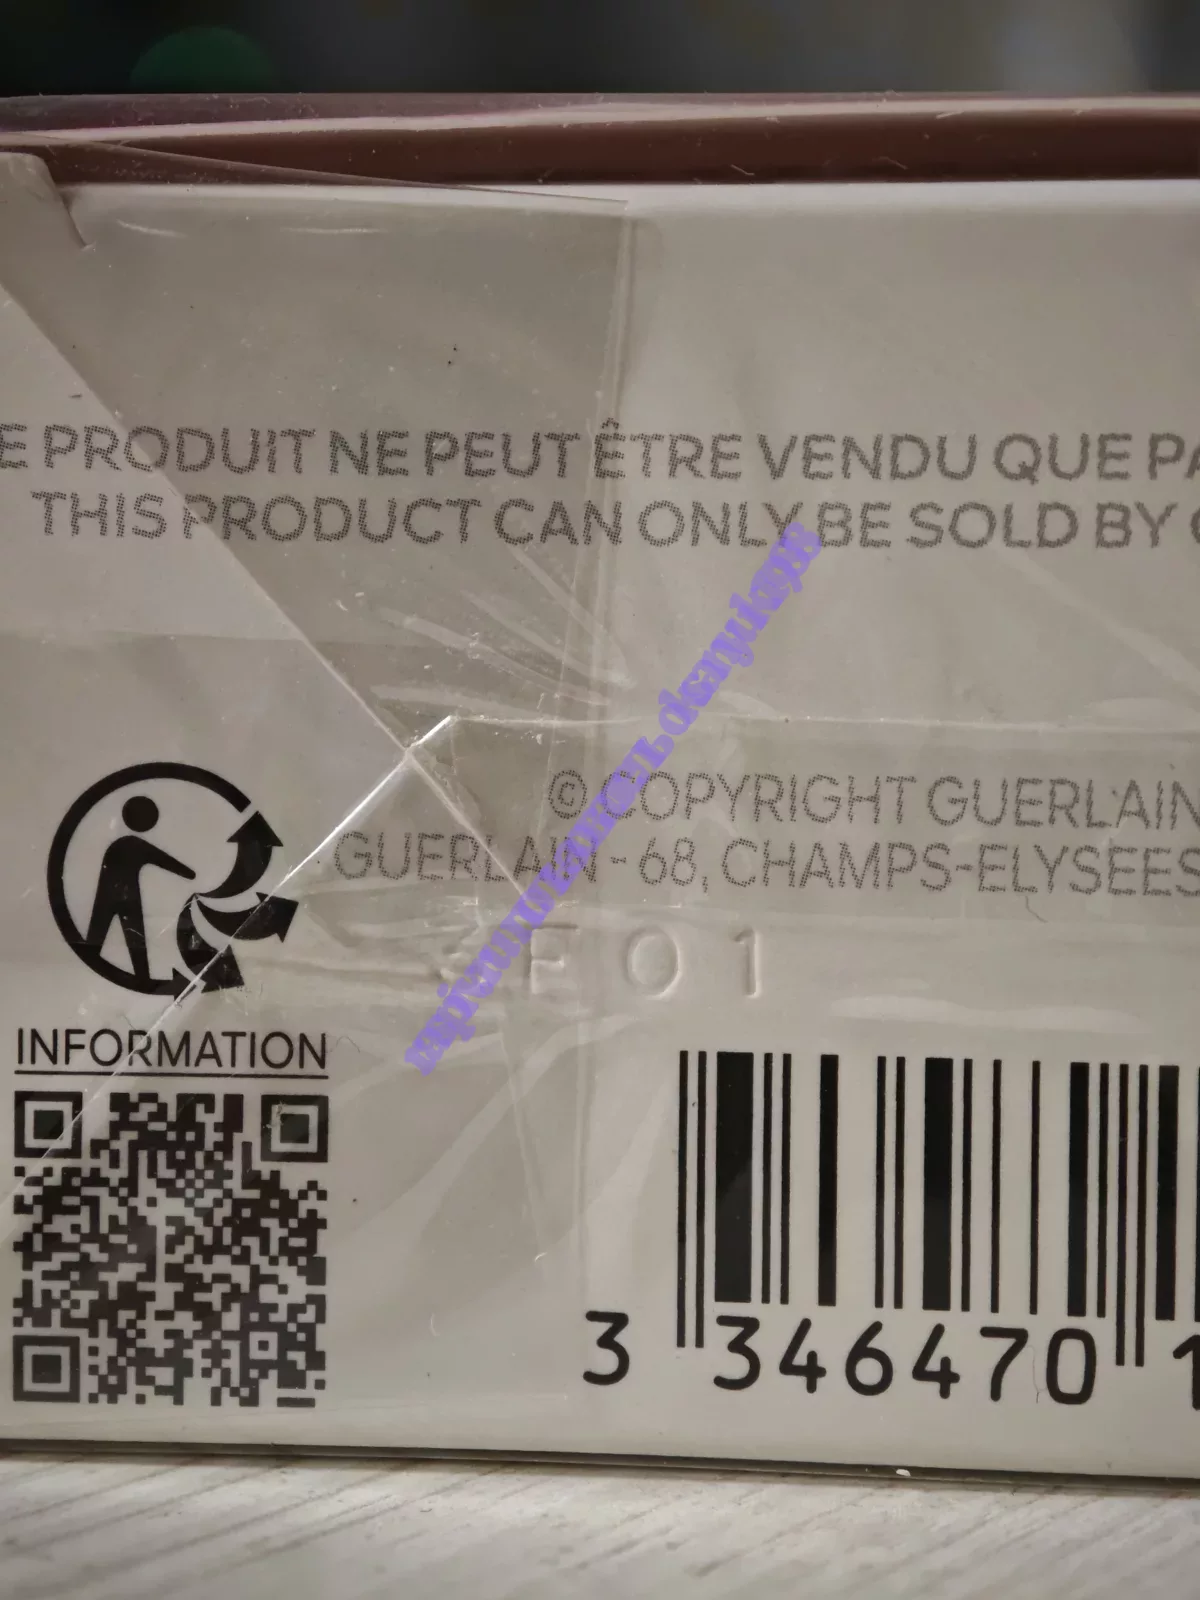 E PRODUIT NE PEUT ÊTRE VENDU QUE PA
THIS PRODUCT CAN ONLY BE SOLD BY
© COPYRIGHT GUERLAIN
GUERLAIN - 68, CHAMPS-ELYSEES
E01
INFORMATION
3 346470 1